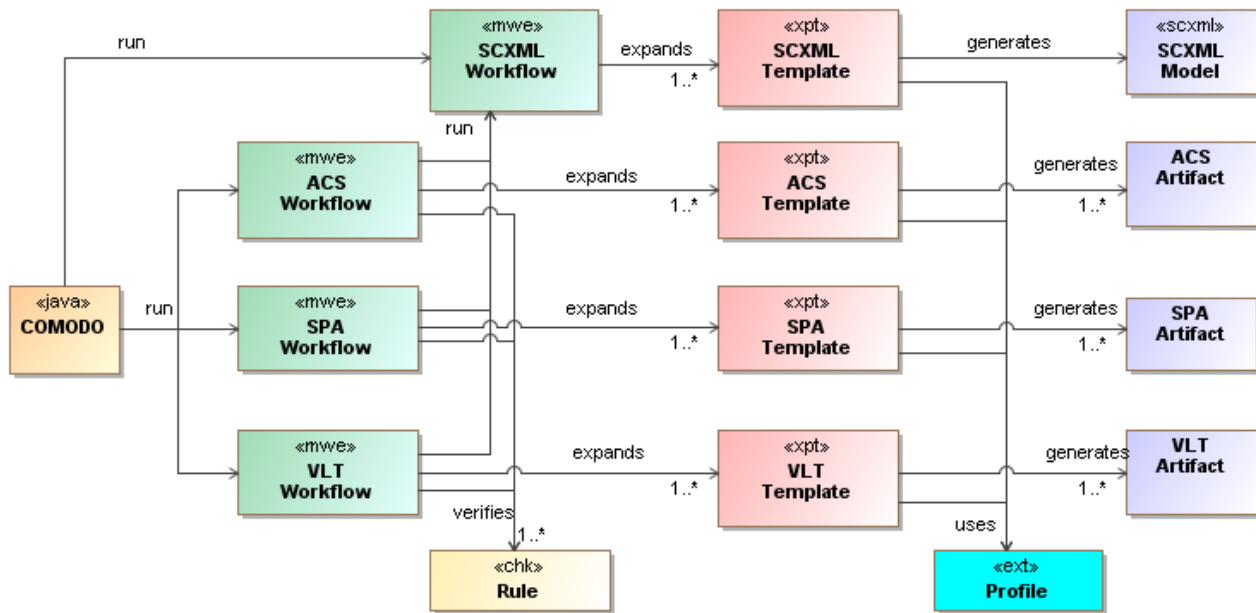 «mwe»
SCXML
Workflow
«xpt»
SCXML
Template
«scxml»
SCXML
Model
run
expands
1..*
generates
run
«mwe»
ACS
Workflow
expands
1..*
«xpt»
ACS
Template
generates
1..*
ACS
Artifact
«java»
COMODO
run
«mwe»
SPA
Workflow
expands
1..*
«xpt»
SPA
Template
generates
1..*
SPA
Artifact
«mwe»
VLT
Workflow
expands
1..*
«xpt»
VLT
Template
generates
1..*
VLT
Artifact
verifies
1..*
uses
«chk»
Rule
«ext»
Profile